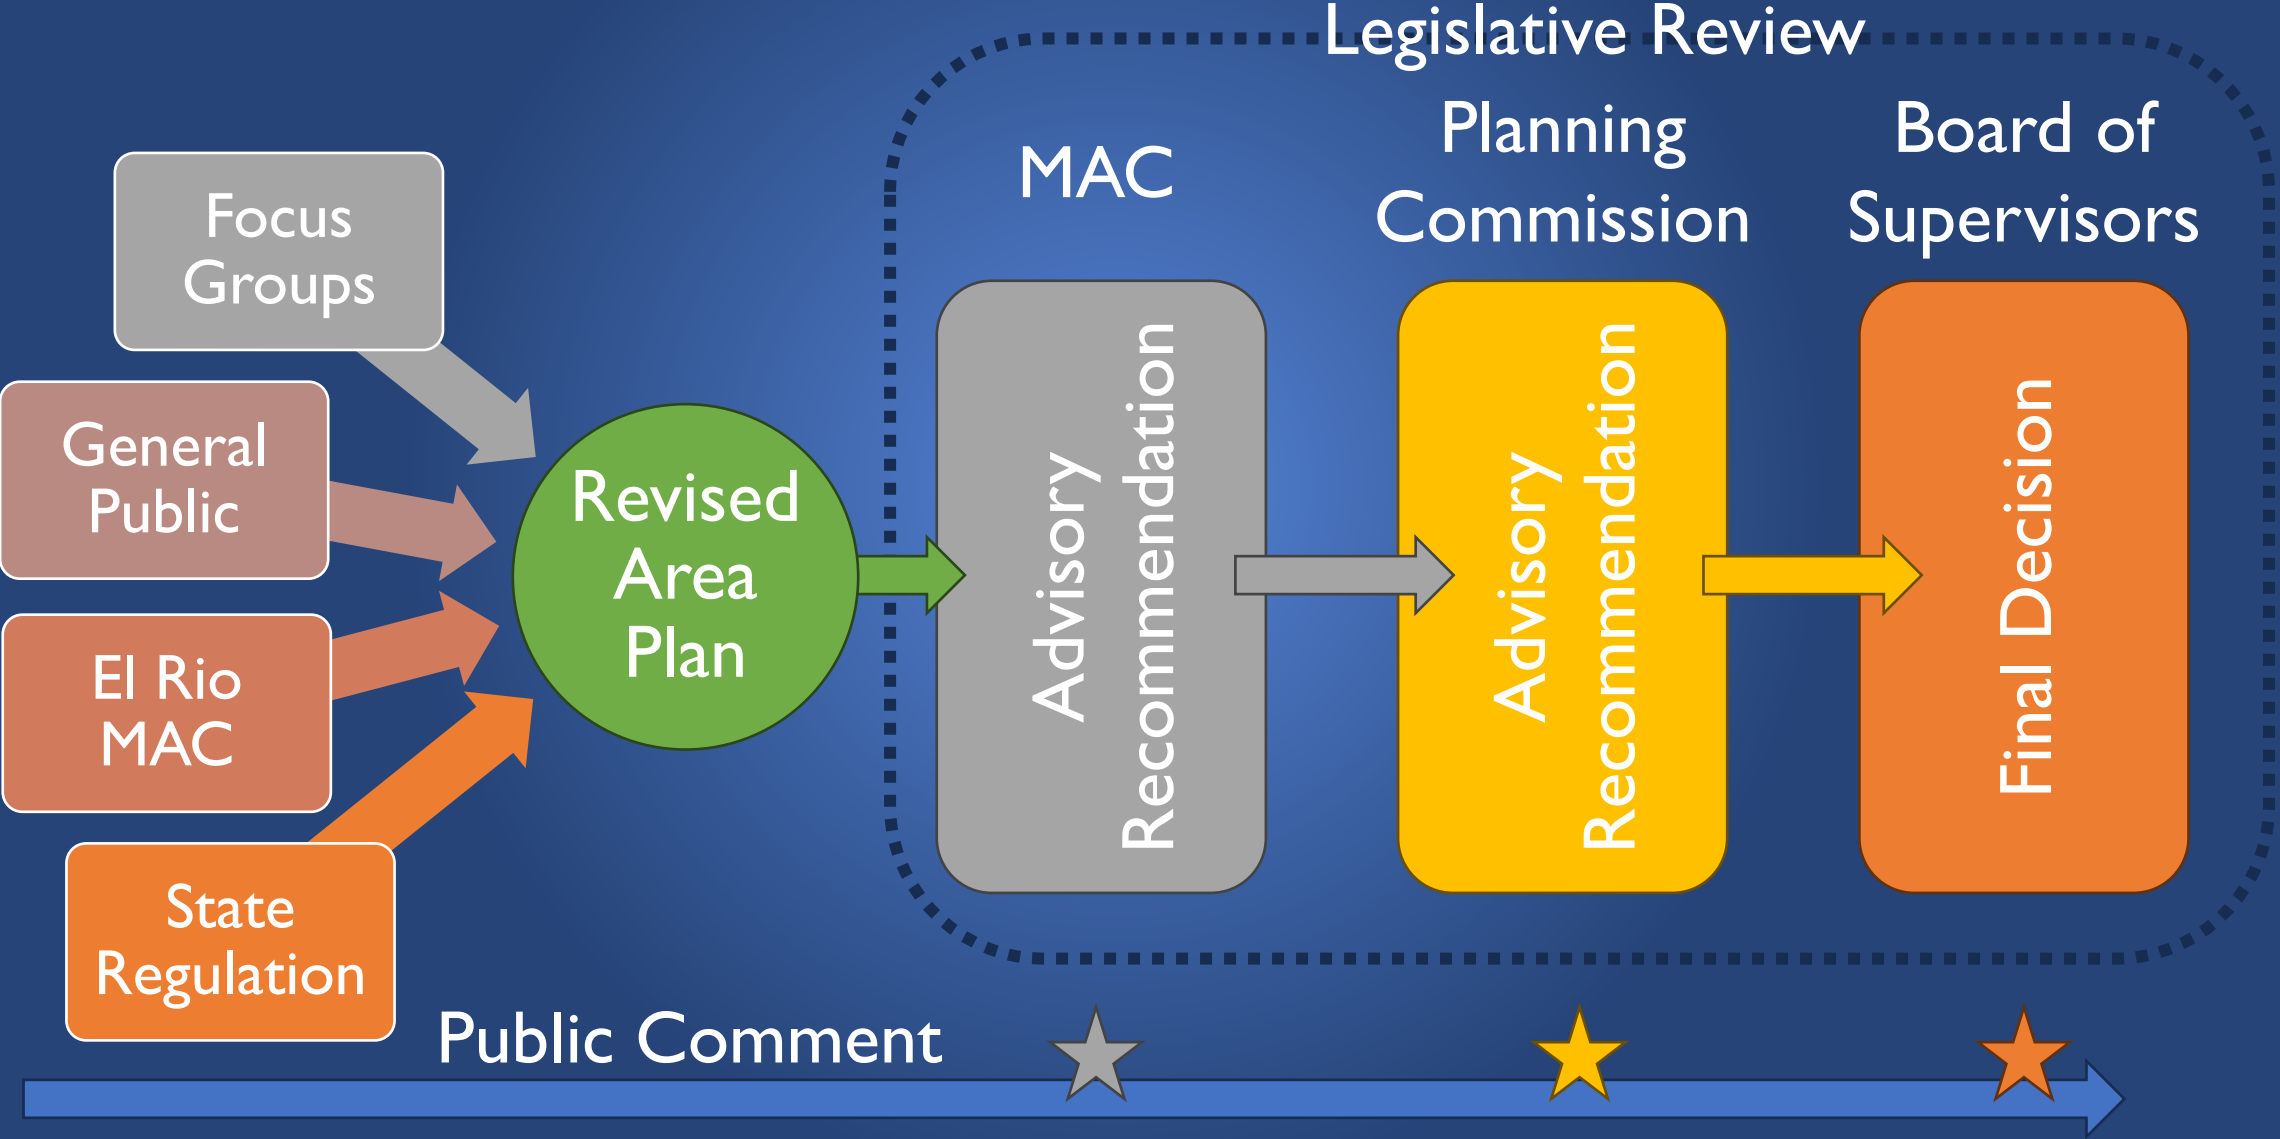 Legislative Review
MAC
Planning
Commission
Board of
Supervisors
Focus
Groups
General
Public
El Rio
MAC
State
Regulation
Revised
Area
Plan
Advisory
Recommendation
Advisory
Recommendation
Final Decision
Public Comment